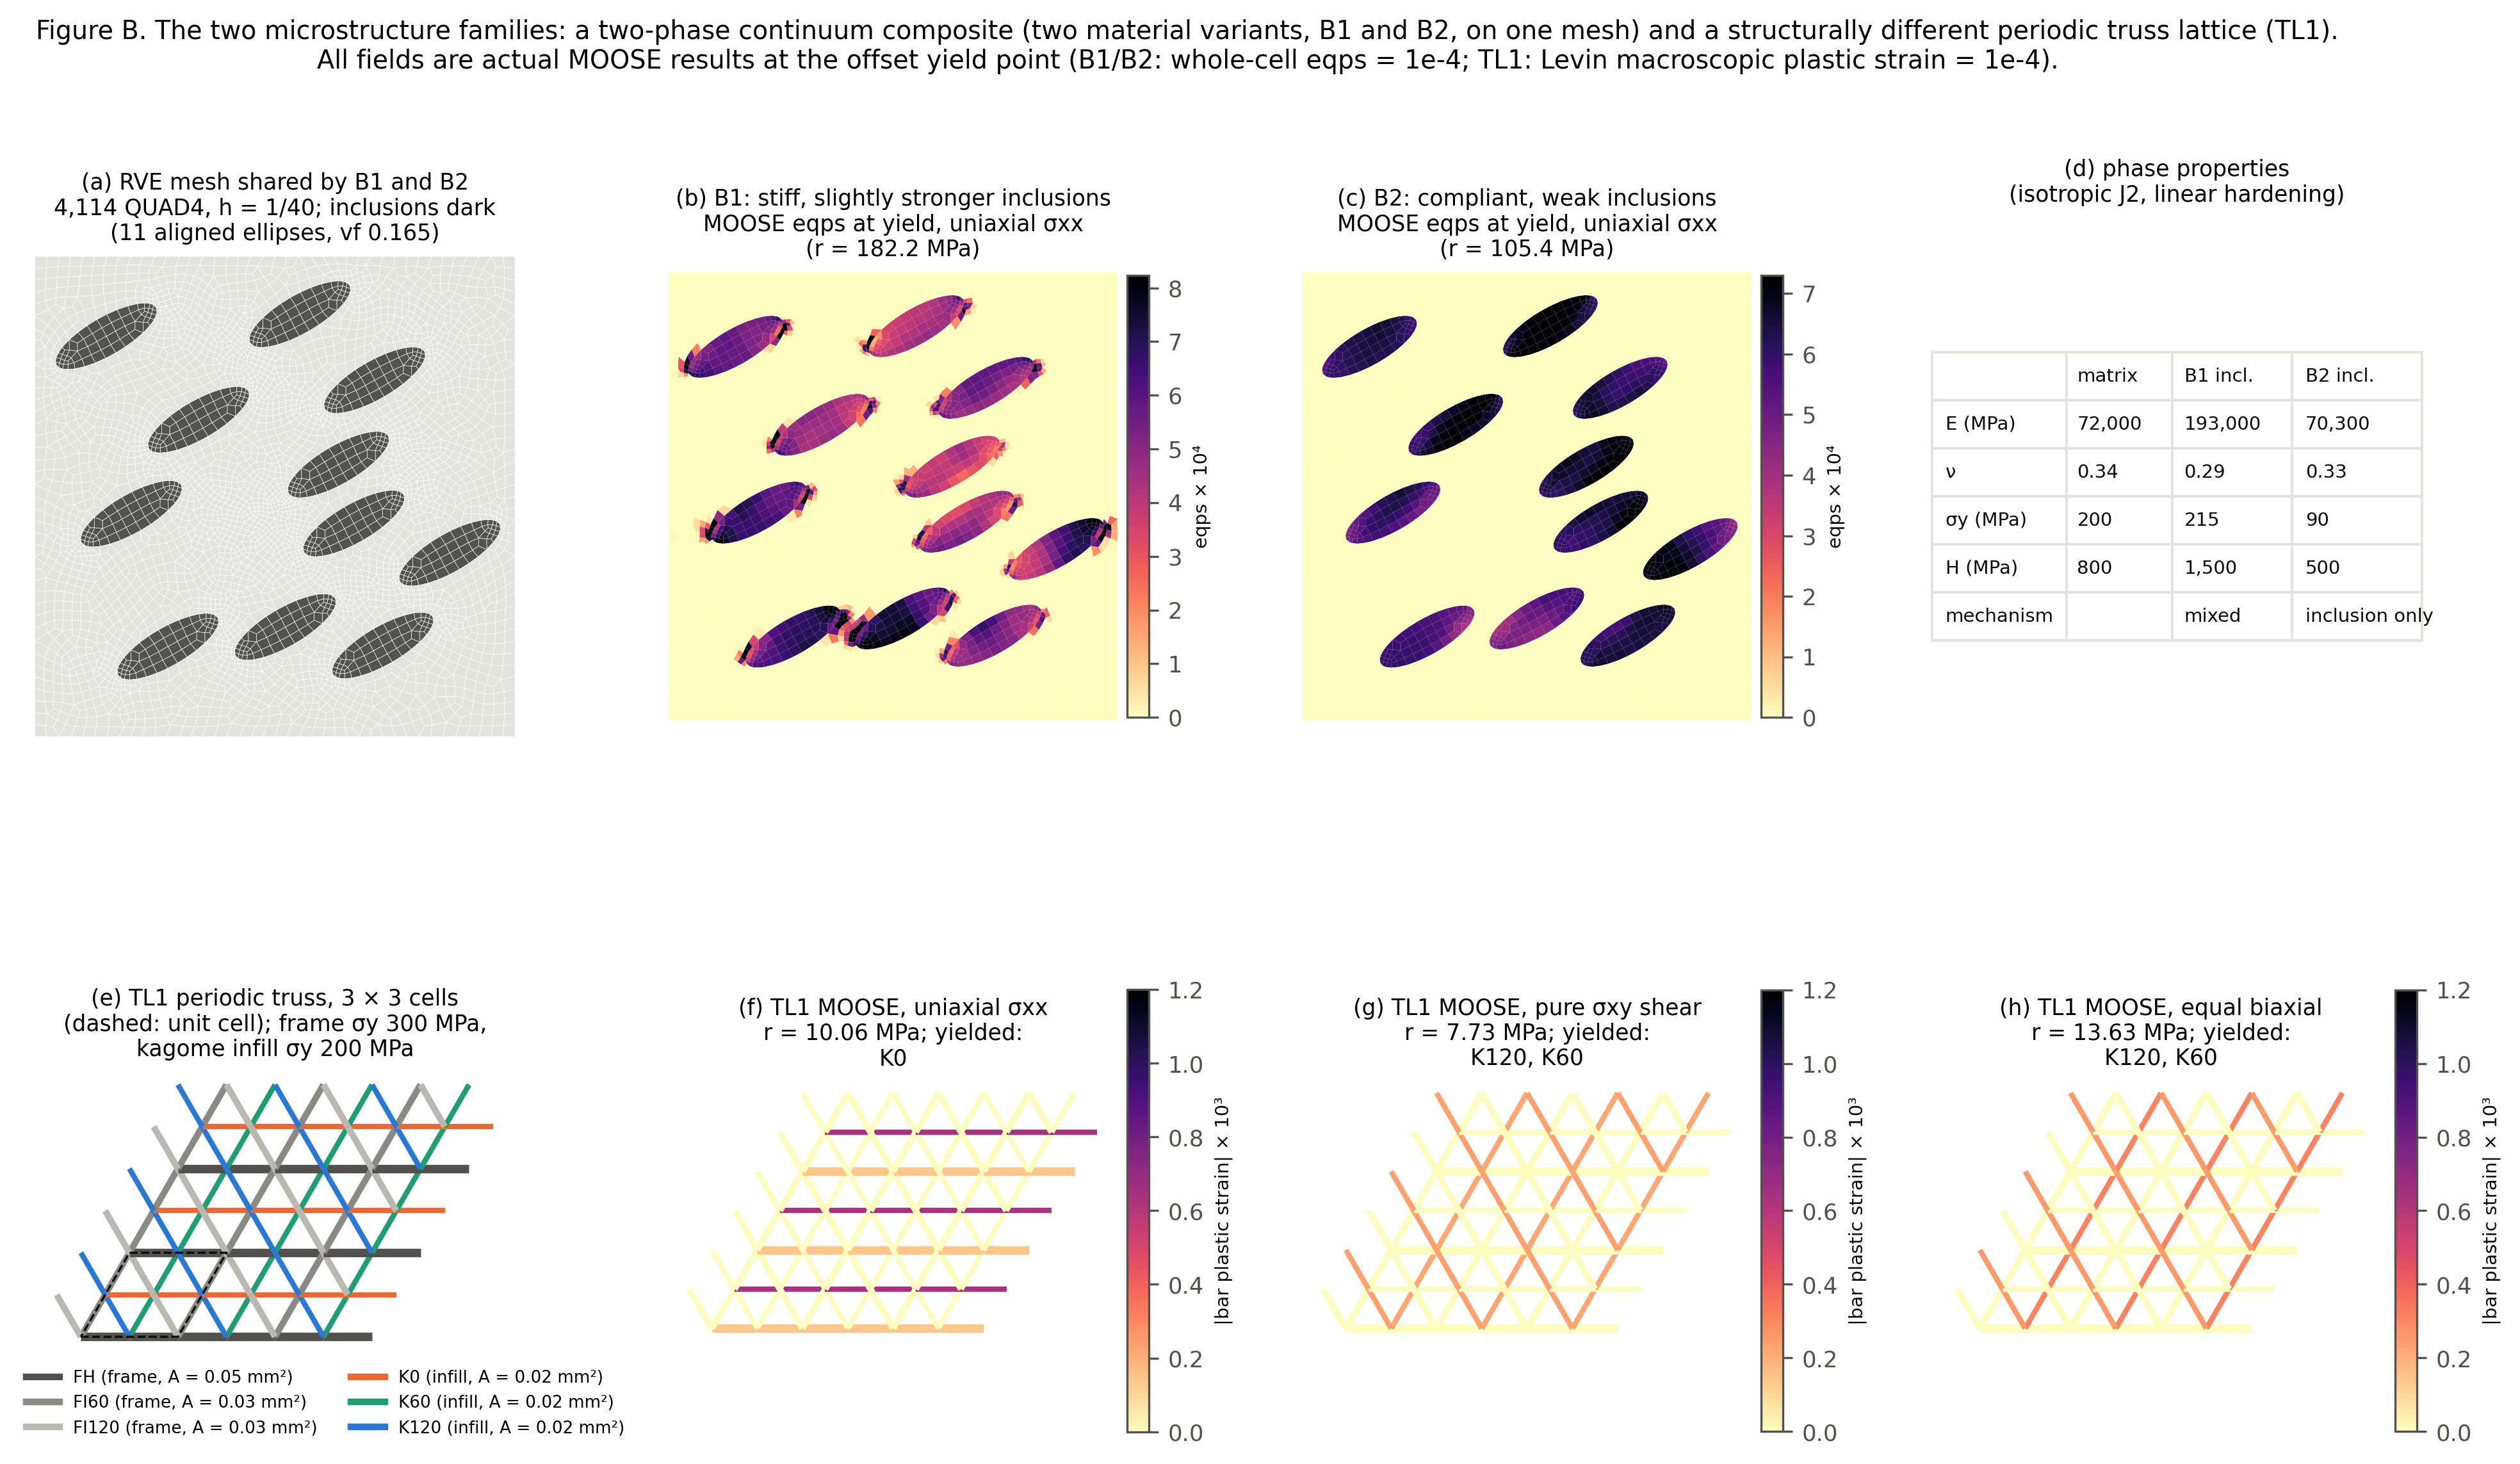 Figure B. The two microstructure families: a two-phase continuum composite (two material variants, B1 and B2, on one mesh) and a structurally different periodic truss lattice (TL1).
All fields are actual MOOSE results at the offset yield point (B1/B2: whole-cell eqps = 1e-4; TL1: Levin macroscopic plastic strain = 1e-4).
(a) RVE mesh shared by B1 and B2
4,114 QUAD4, h = 1/40; inclusions dark
(11 aligned ellipses, vf 0.165)
(b) B1: stiff, slightly stronger inclusions
MOOSE eqps at yield, uniaxial σxx
(r = 182.2 MPa)
8
7
6
5
4
3
2
1
0
eqps × 10⁴
(c) B2: compliant, weak inclusions
MOOSE eqps at yield, uniaxial σxx
(r = 105.4 MPa)
7
6
5
4
3
2
1
0
eqps × 10⁴
(d) phase properties
(isotropic J2, linear hardening)
matrix B1 incl. B2 incl.
E (MPa) 72,000 193,000 70,300
ν 0.34 0.29 0.33
σy (MPa) 200 215 90
H (MPa) 800 1,500 500
mechanism mixed inclusion only
(e) TL1 periodic truss, 3 × 3 cells
(dashed: unit cell); frame σy 300 MPa,
kagome infill σy 200 MPa
FH (frame, A = 0.05 mm²)
FI60 (frame, A = 0.03 mm²)
FI120 (frame, A = 0.03 mm²)
K0 (infill, A = 0.02 mm²)
K60 (infill, A = 0.02 mm²)
K120 (infill, A = 0.02 mm²)
(f) TL1 MOOSE, uniaxial σxx
r = 10.06 MPa; yielded:
K0
1.2
1.0
0.8
0.6
0.4
0.2
0.0
|bar plastic strain| × 10³
(g) TL1 MOOSE, pure σxy shear
r = 7.73 MPa; yielded:
K120, K60
1.2
1.0
0.8
0.6
0.4
0.2
0.0
|bar plastic strain| × 10³
(h) TL1 MOOSE, equal biaxial
r = 13.63 MPa; yielded:
K120, K60
1.2
1.0
0.8
0.6
0.4
0.2
0.0
|bar plastic strain| × 10³